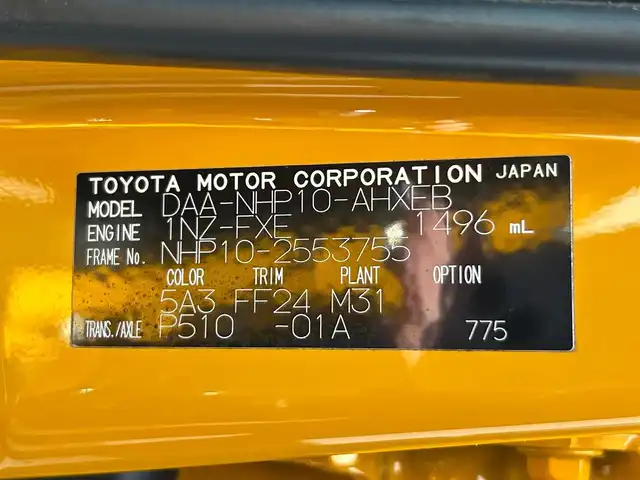 TOYOTA MOTOR CORPORATION JAPAN
MODEL DAA-NHP10-AHXEB
ENGINE 1NZ-FXE 1496 mL
FRAME No. NHP10-2553755
COLOR TRIM PLANT OPTION
5A3 FF24 M31
TRANS./AXLE P510 -01A 775